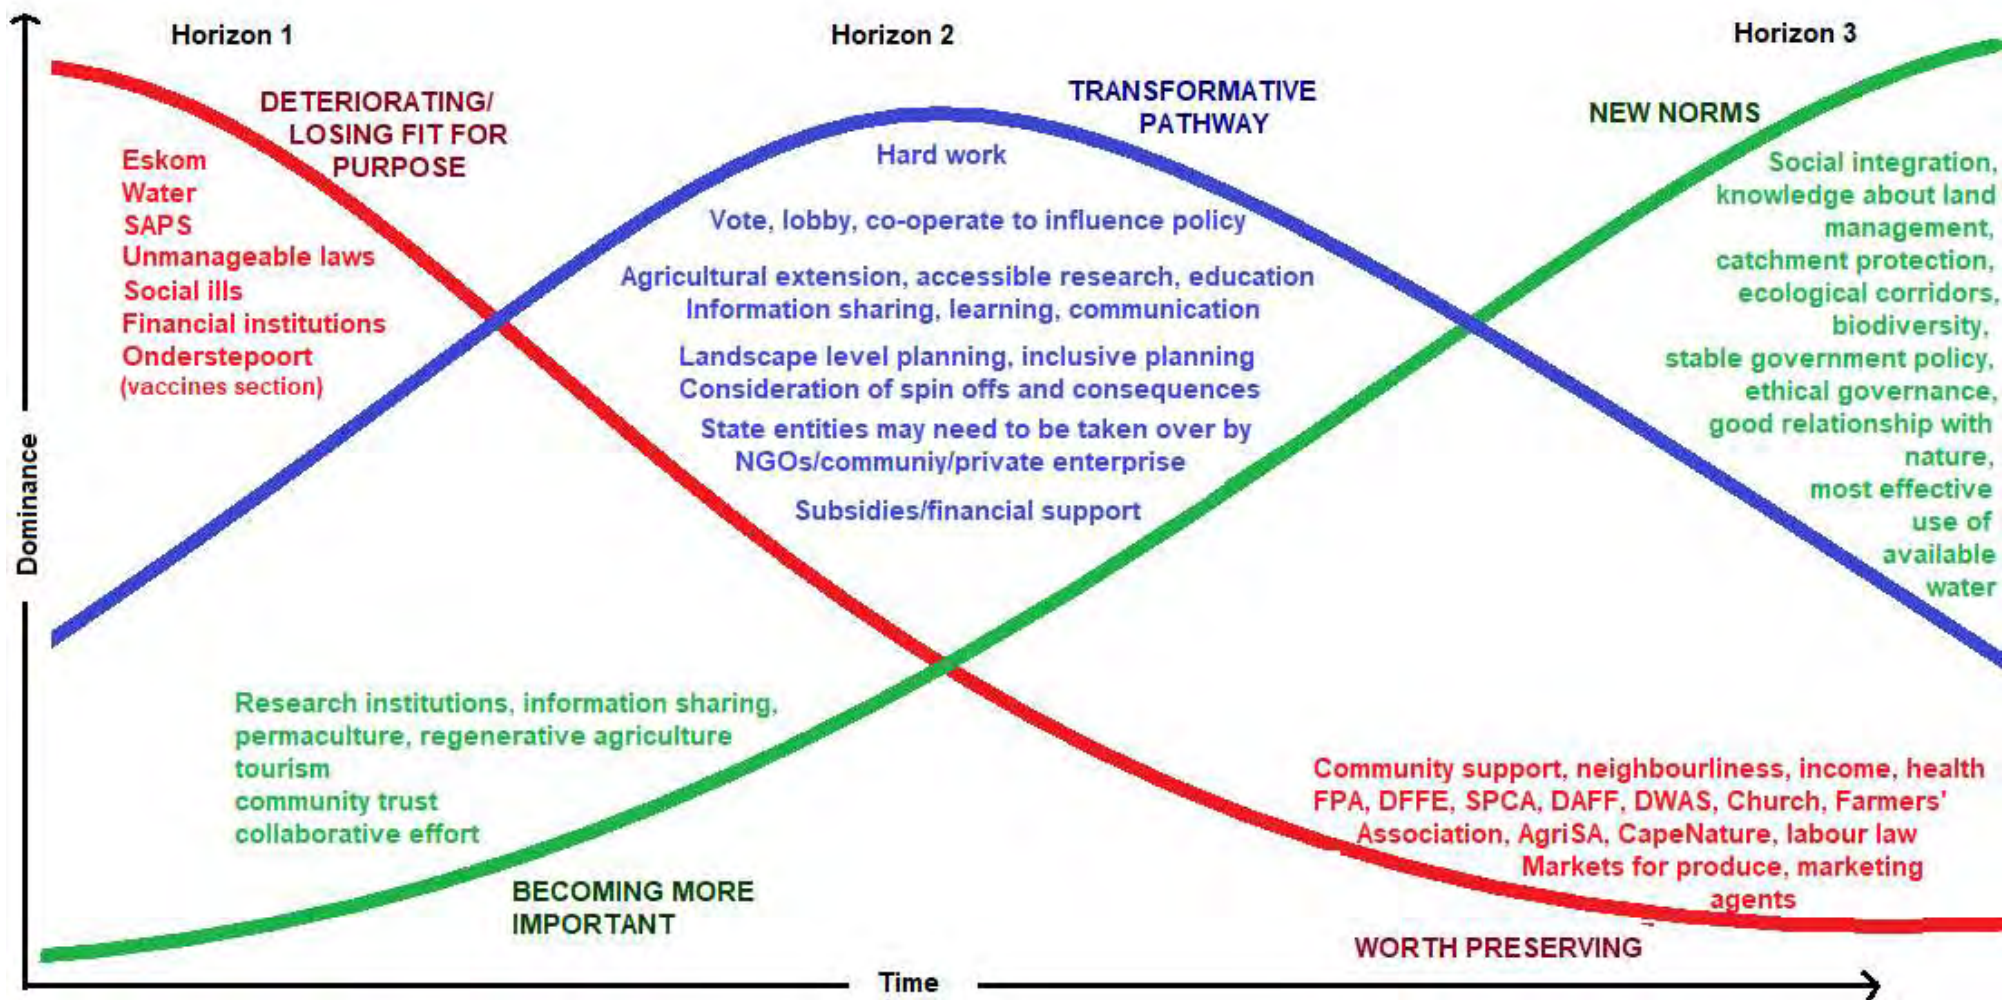 Horizon 1
Horizon 2
Horizon 3
DETERIORATING/
LOSING FIT FOR
PURPOSE
Eskom
Water
SAPS
Unmanageable laws
Social ills
Financial institutions
Onderstepoort
(vaccines section)
TRANSFORMATIVE
PATHWAY
Hard work
Vote, lobby, co-operate to influence policy
Agricultural extension, accessible research, education
Information sharing, learning, communication
Landscape level planning, inclusive planning
Consideration of spin offs and consequences
State entities may need to be taken over by
NGOs/communiy/private enterprise
Subsidies/financial support
NEW NORMS
Social integration,
knowledge about land
management,
catchment protection,
ecological corridors,
biodiversity,
stable government policy,
ethical governance,
good relationship with
nature,
most effective
use of
available
water
Research institutions, information sharing,
permaculture, regenerative agriculture
tourism
community trust
collaborative effort
BECOMING MORE
IMPORTANT
Community support, neighbourliness, income, health
FPA, DFFE, SPCA, DAFF, DWAS, Church, Farmers'
Association, AgriSA, CapeNature, labour law
Markets for produce, marketing
agents
WORTH PRESERVING
Dominance
Time